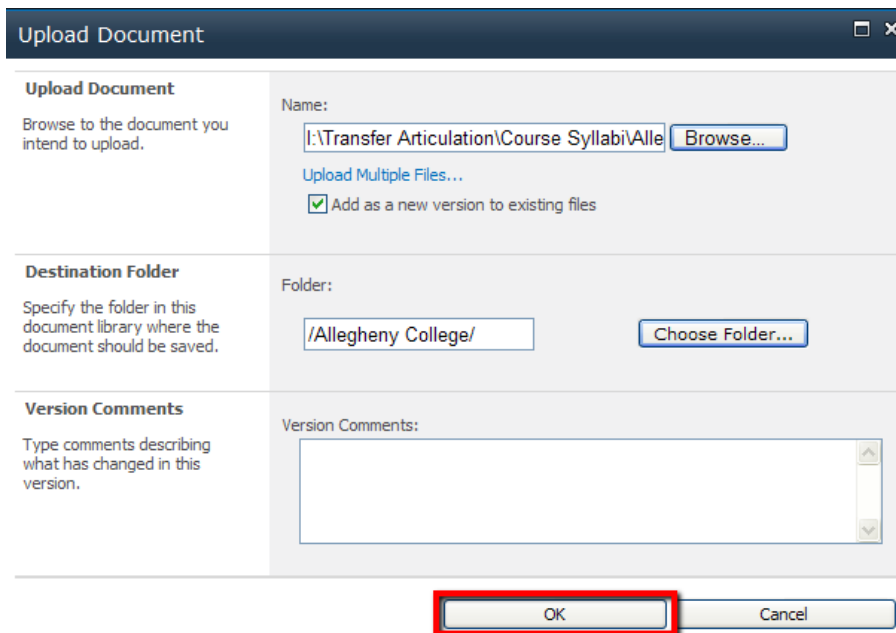 Upload Document
Upload Document
Browse to the document you
intend to upload.
Name:
I:\Transfer Articulation\Course Syllabi\Alle
Browse...
Upload Multiple Files...
Add as a new version to existing files
Destination Folder
Specify the folder in this
document library where the
document should be saved.
Folder:
/Allegheny College/
Choose Folder...
Version Comments
Type comments describing
what has changed in this
version.
Version Comments:
OK
Cancel